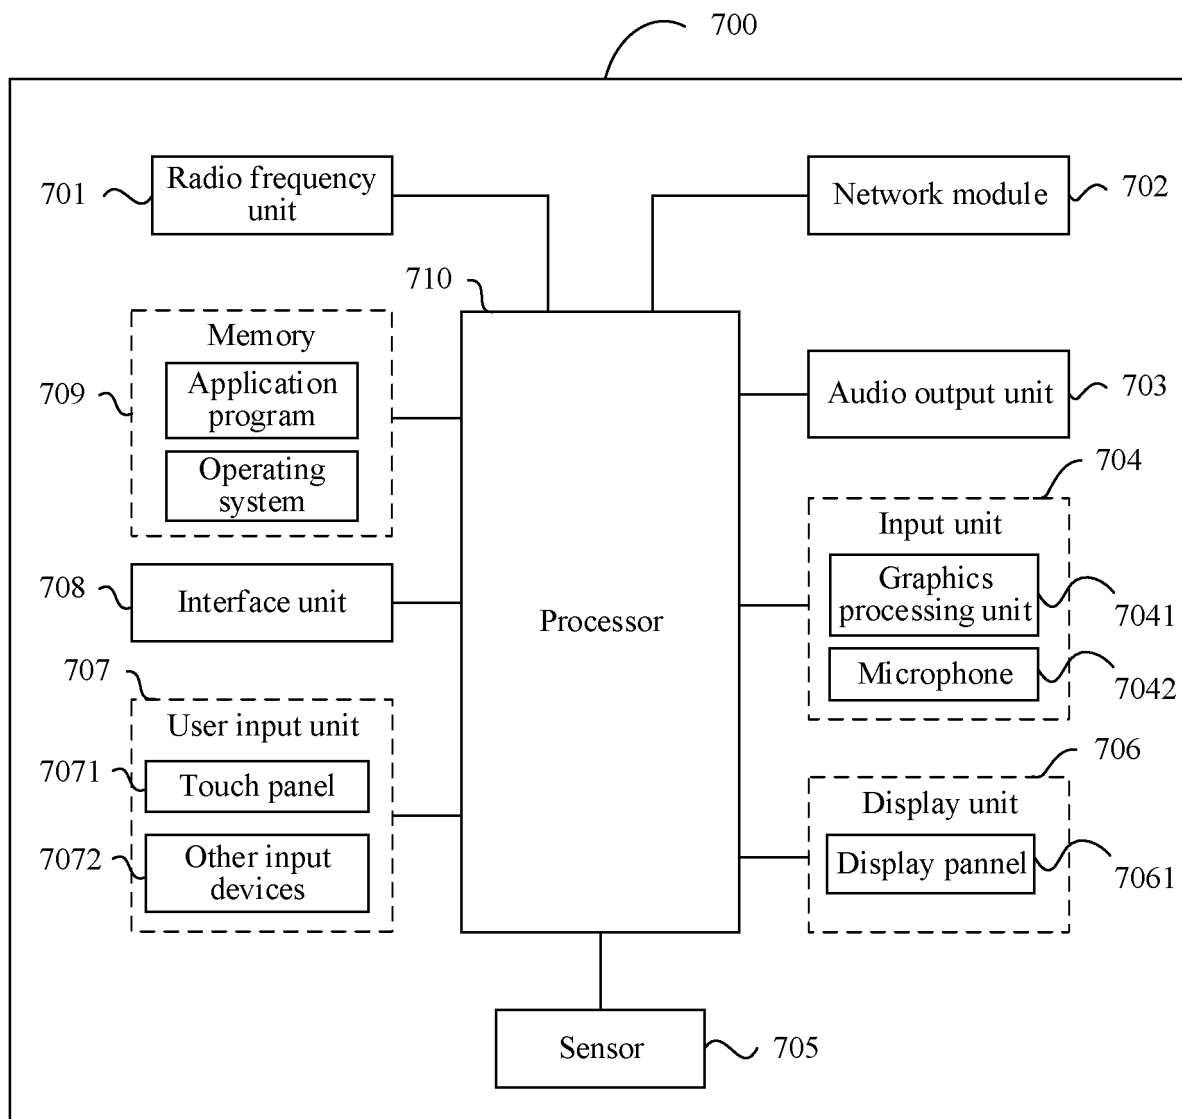 700
701
Radio frequency
unit
Network module
702
710
709
Memory
Application
program
Operating
system
Audio output unit
703
704
Input unit
Graphics
processing unit
7041
Microphone
7042
708
Interface unit
Processor
707
User input unit
7071
Touch panel
7072
Other input
devices
706
Display unit
Display pannel
7061
Sensor
705